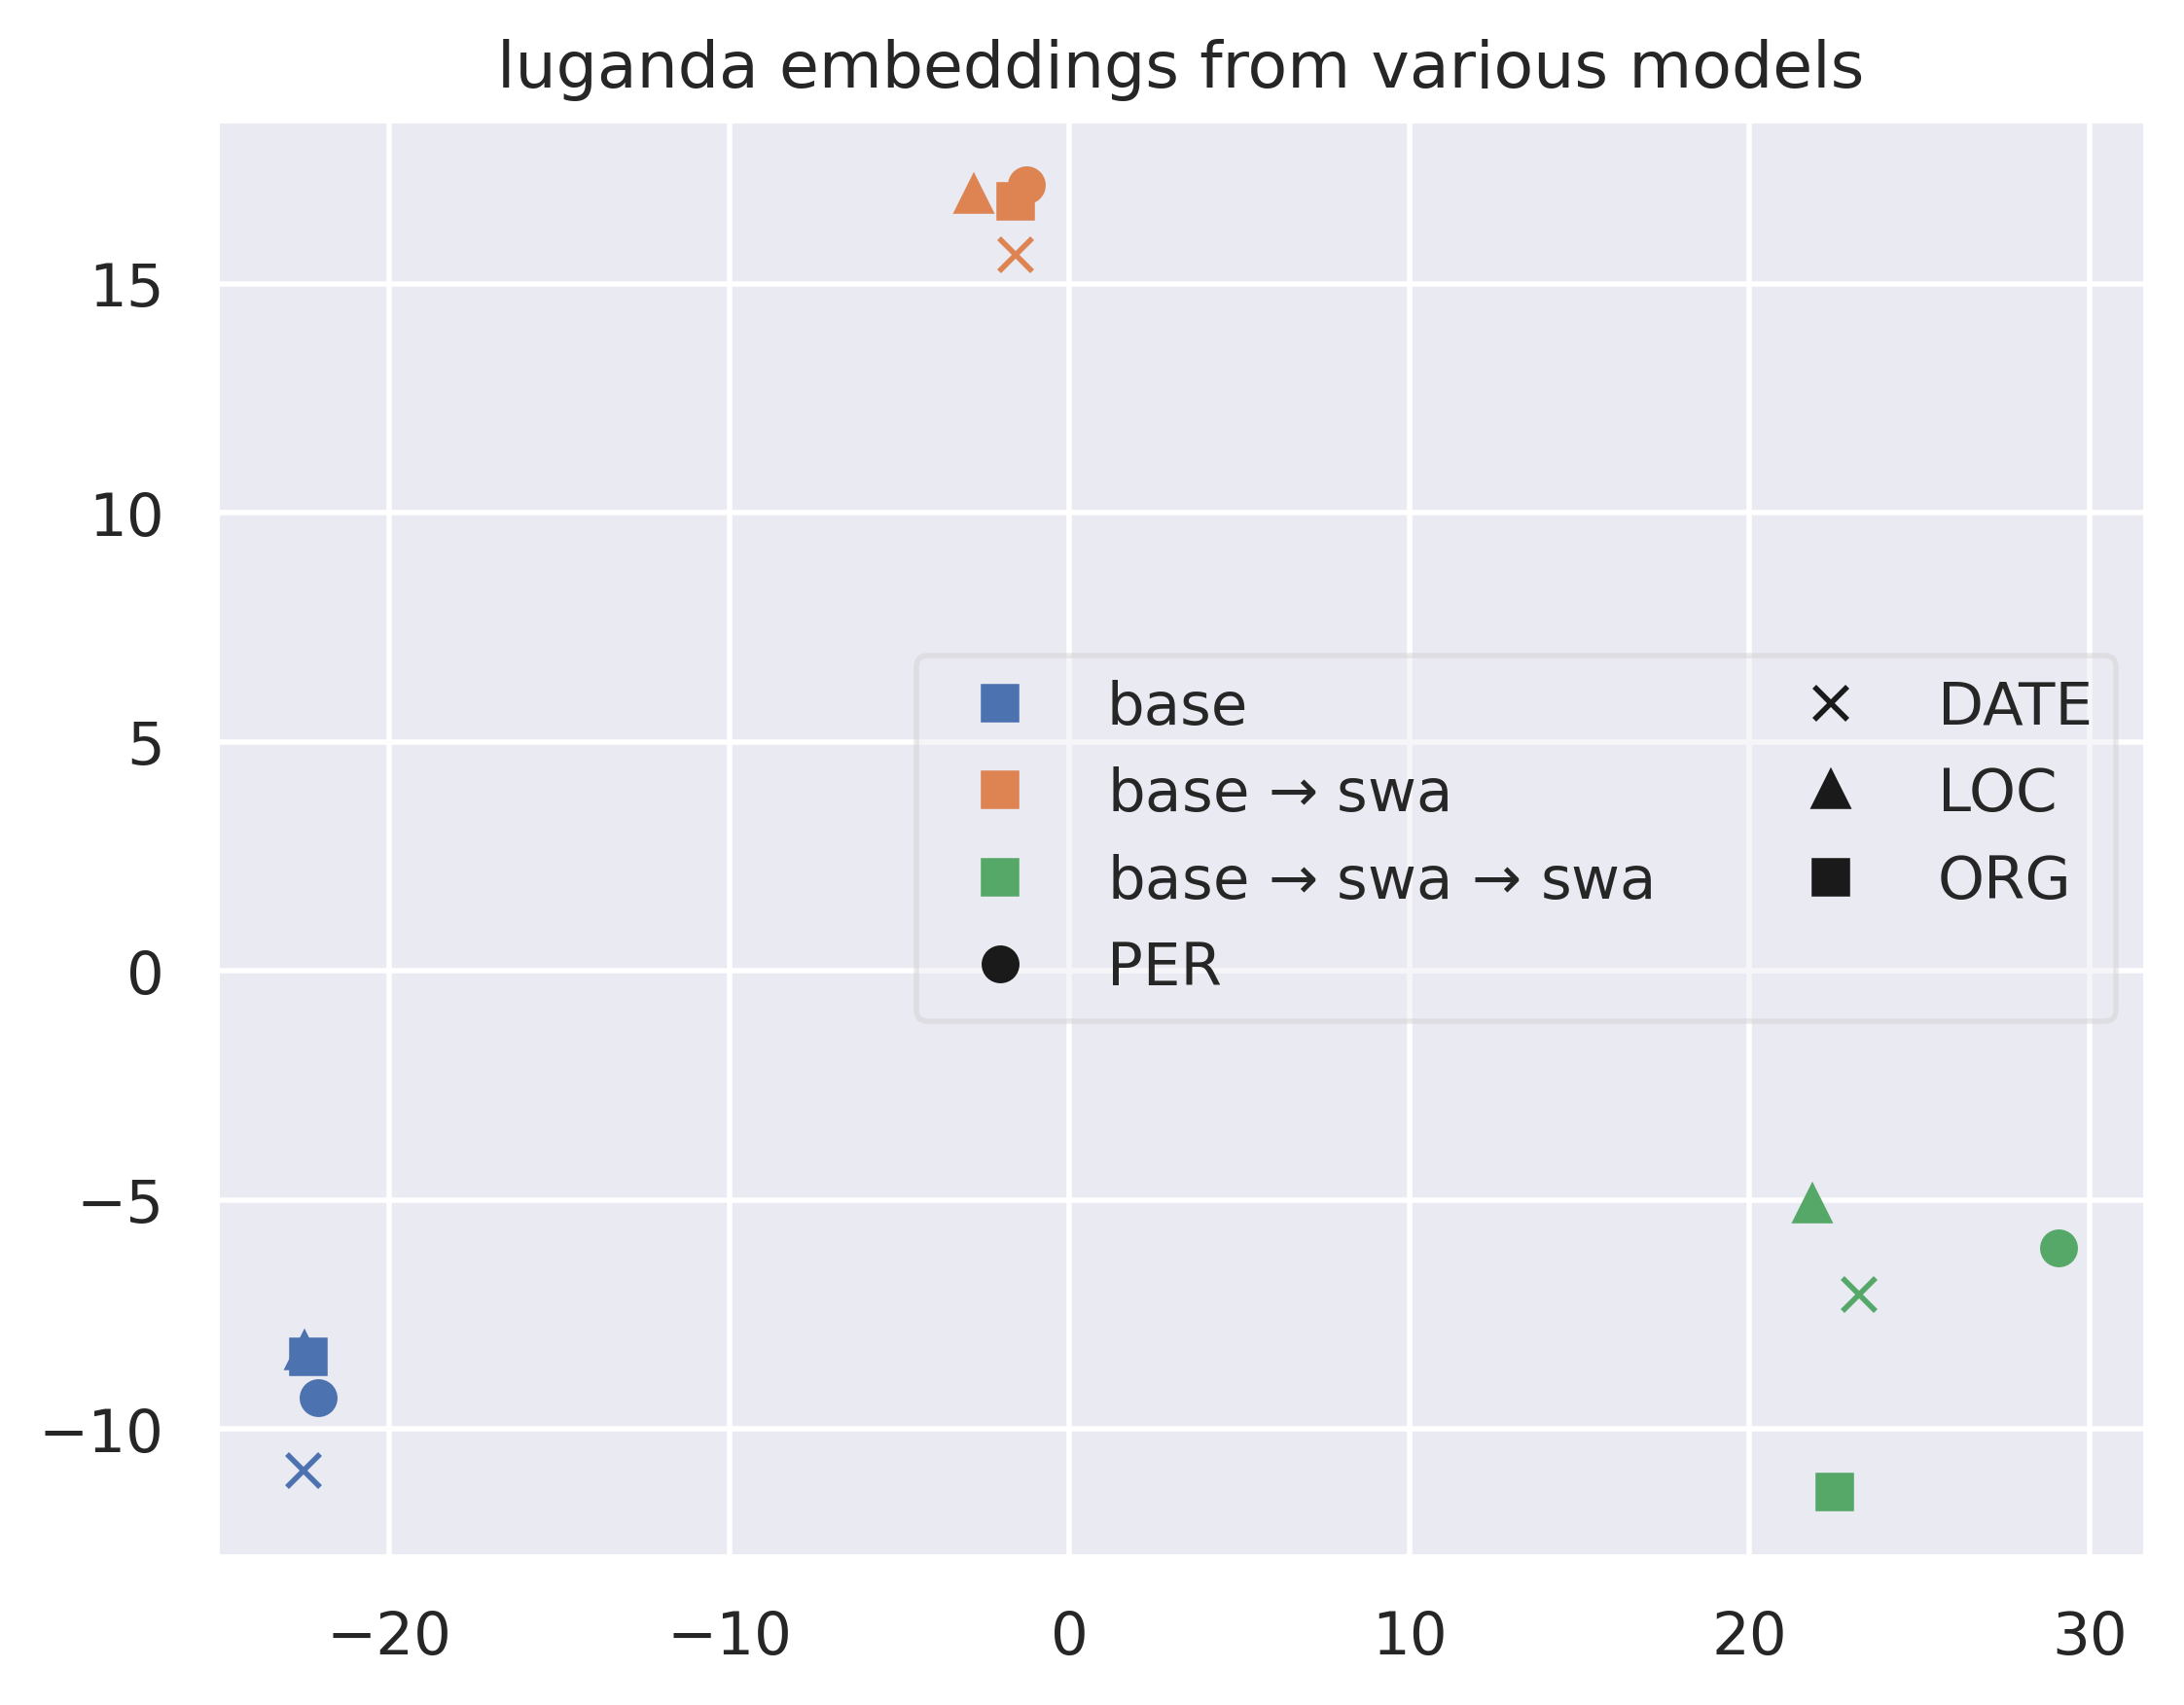 luganda embeddings from various models
15
10
5
0
−5
−10
base
base → swa
base → swa → swa
PER
DATE
LOC
ORG
−20 −10 0 10 20 30